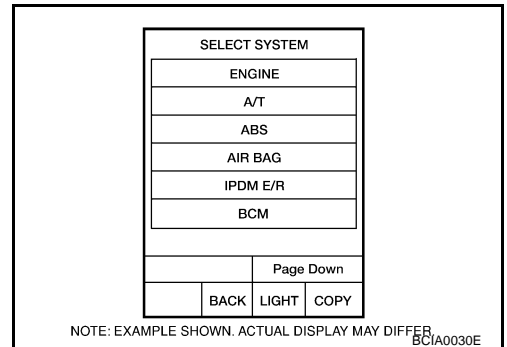 SELECT SYSTEM
ENGINE
A/T
ABS
AIR BAG
IPDM E/R
BCM
Page Down
BACK LIGHT COPY
NOTE: EXAMPLE SHOWN. ACTUAL DISPLAY MAY DIFFER.
BCIA0030E